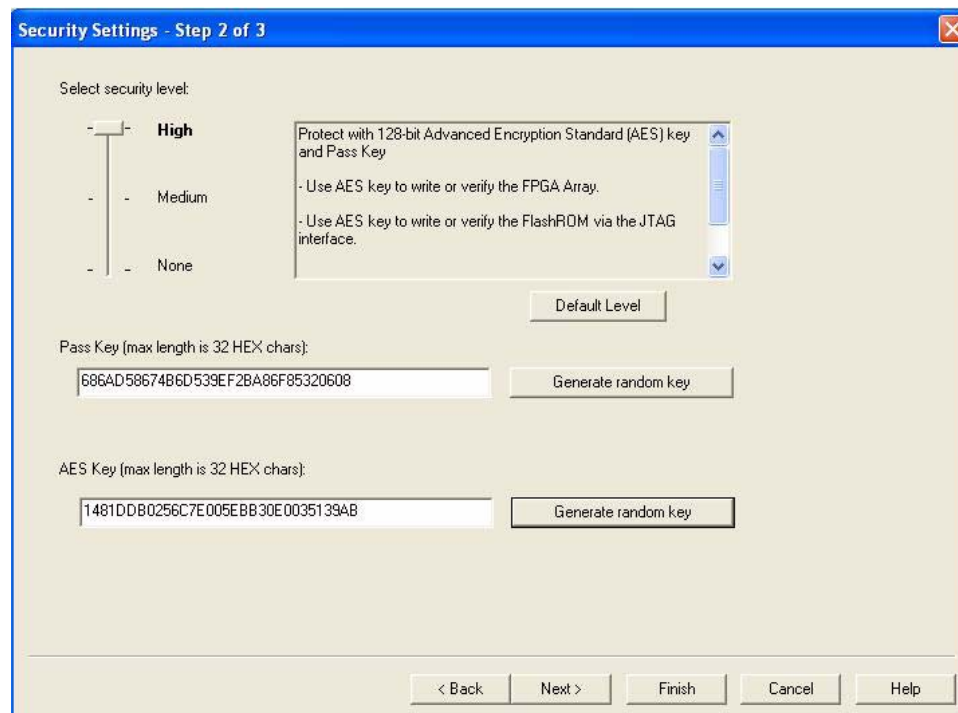 Security Settings - Step 2 of 3
Select security level:
High
Medium
None
Protect with 128-bit Advanced Encryption Standard (AES) key
and Pass Key
- Use AES key to write or verify the FPGA Array.
- Use AES key to write or verify the FlashROM via the JTAG
interface.
Default Level
Pass Key (max length is 32 HEX chars):
686AD58674B6D539EF2BA86F85320608
Generate random key
AES Key (max length is 32 HEX chars):
1481DDB0256C7E005EBB30E0035139AB
Generate random key
< Back
Next >
Finish
Cancel
Help